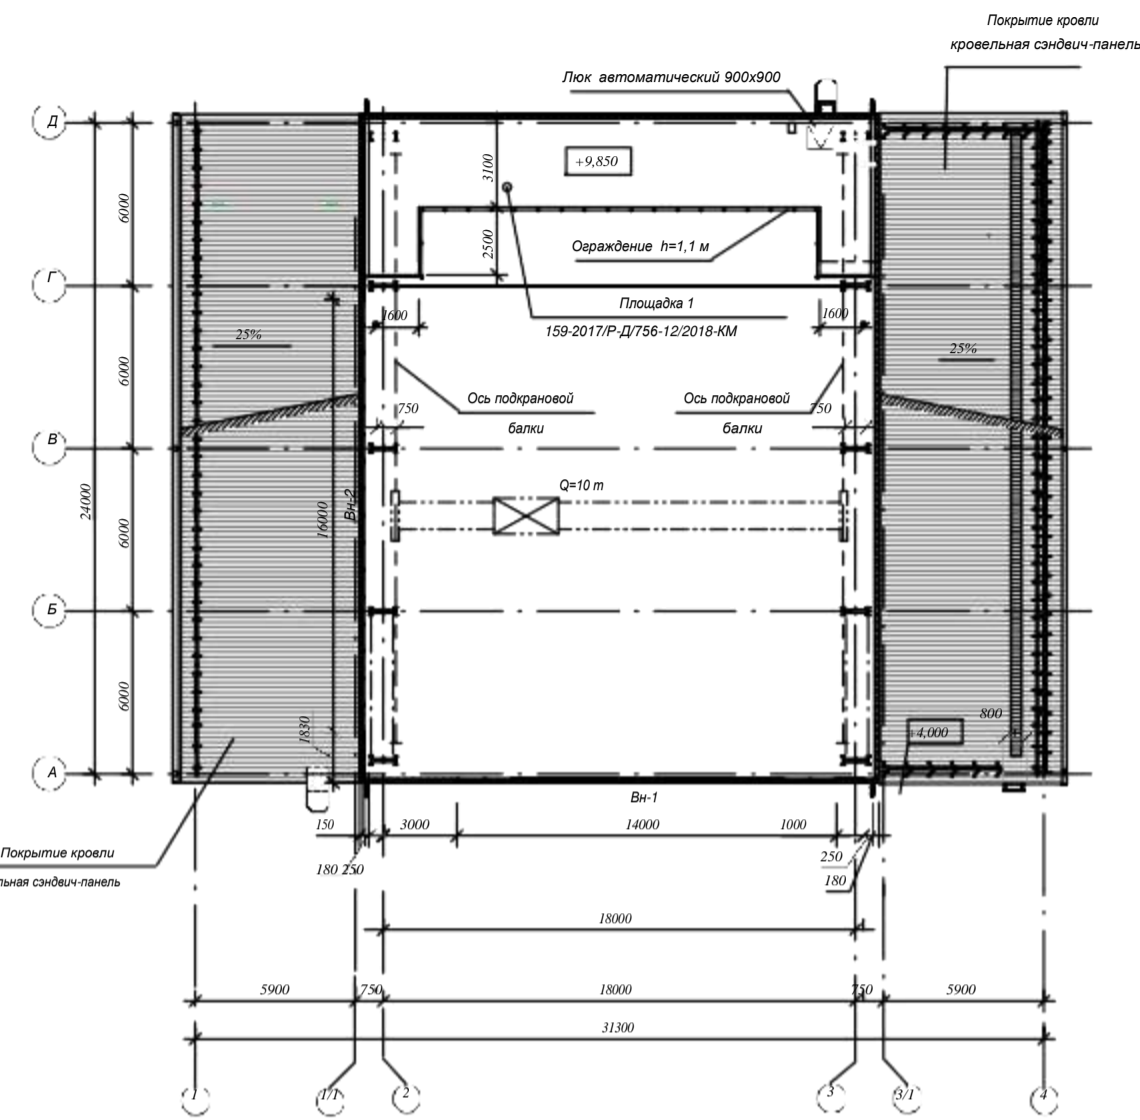 Покрытие кровли
кровельная сэндвич-панель
Люк автоматический 900х900
Д
+9,850
3100
6000
Ограждение h=1,1 м
2500
Г
Площадка 1
159-2017/Р-Д/756-12/2018-КМ
1600
1600
25%
25%
6000
Ось подкрановой
балки
Ось подкрановой
балки
750
750
В
Q=10 т
24000
16000
Вн-2
6000
Б
6000
1830
800
+4,000
А
Вн-1
150
3000
14000
1000
180 250
250
180
Покрытие кровли
льная сэндвич-панель
18000
5900
750
18000
750
5900
31300
1
1/1
2
3
3/1
4